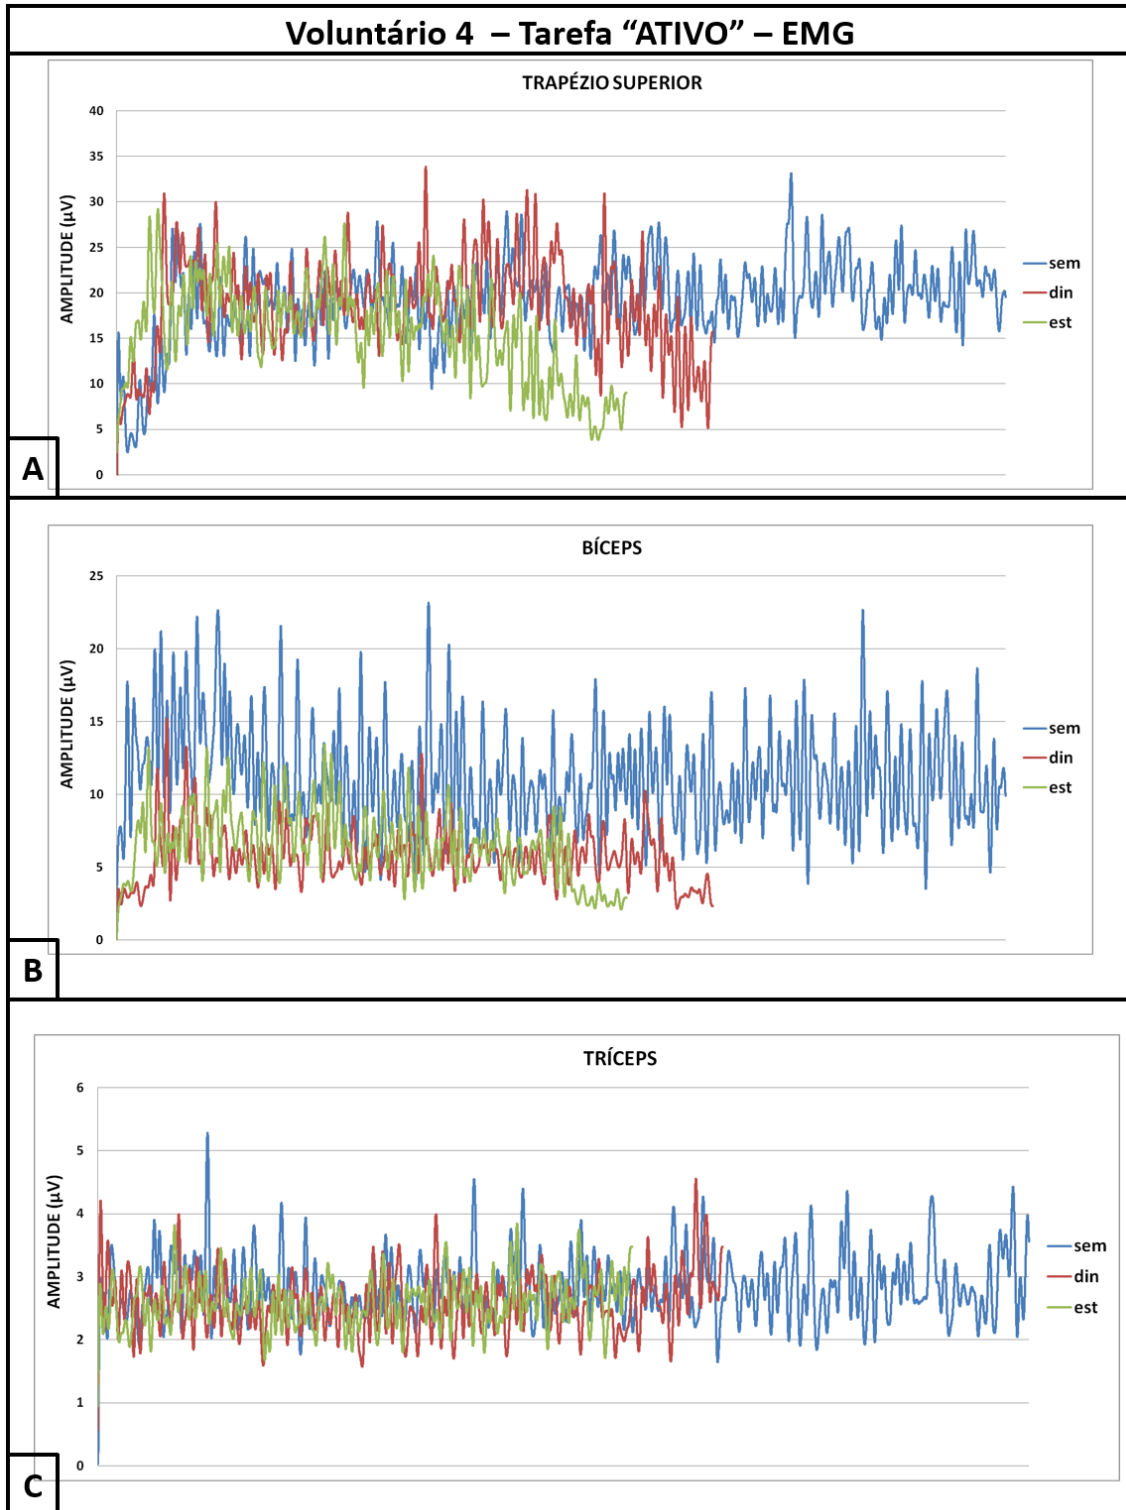 Voluntário 4 – Tarefa “ATIVO” – EMG
TRAPÉZIO SUPERIOR
AMPLITUDE (µV)
40
35
30
25
20
15
10
5
0
sem
din
est
A
BÍCEPS
AMPLITUDE (µV)
25
20
15
10
5
0
sem
din
est
B
TRÍCEPS
AMPLITUDE (µV)
6
5
4
3
2
1
0
sem
din
est
C